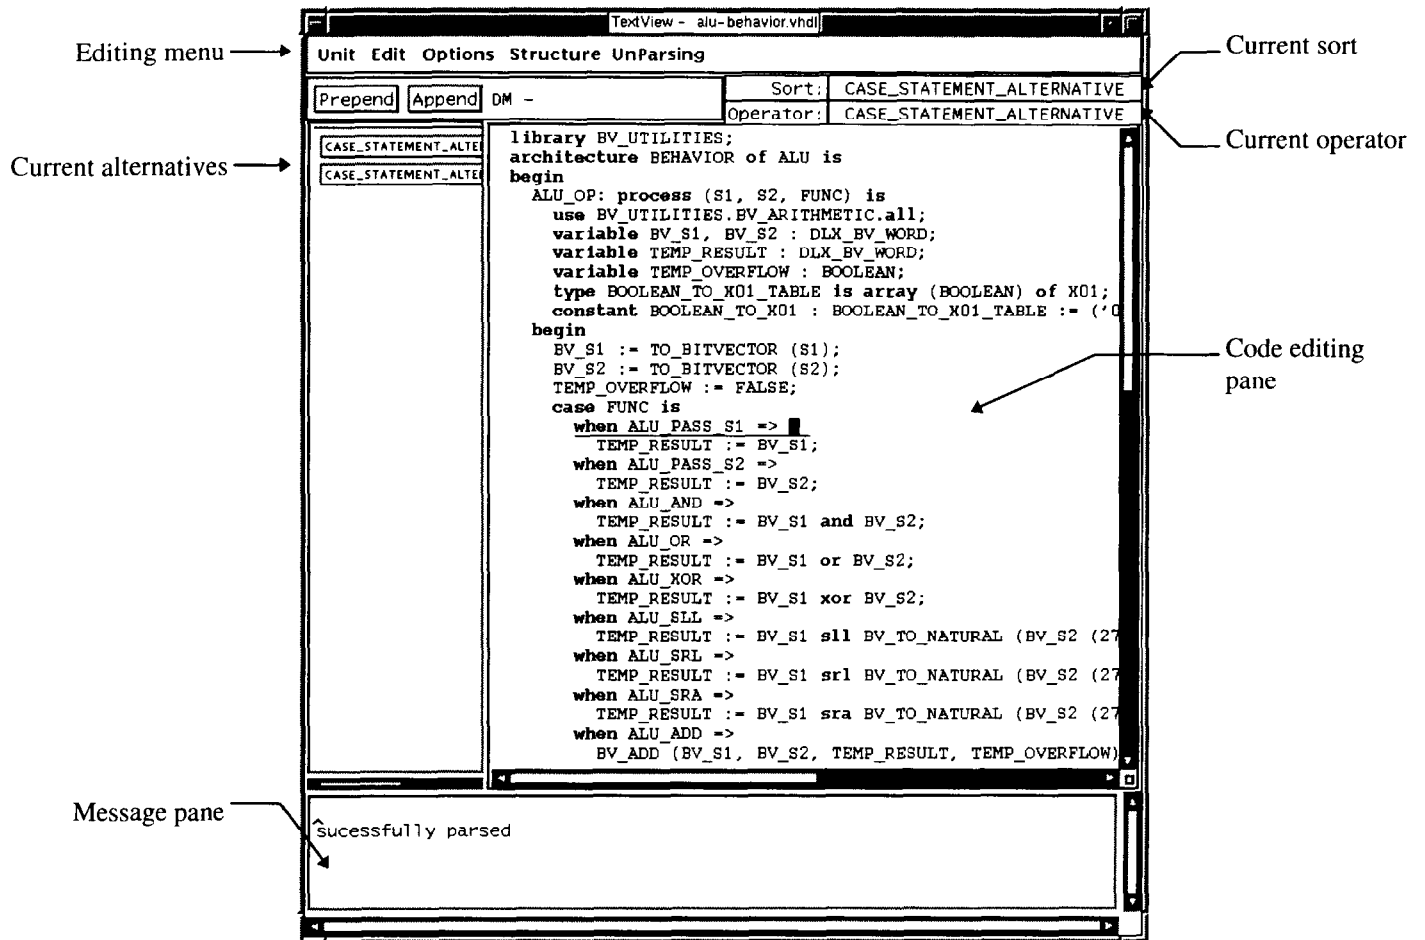 TextView - alu-behavior.vhdl
Editing menu
Unit Edit Options Structure UnParsing
Current sort
Prepend Append DM -
Sort: CASE_STATEMENT_ALTERNATIVE
Operator: CASE_STATEMENT_ALTERNATIVE
Current operator
Current alternatives
CASE_STATEMENT_ALTE
CASE_STATEMENT_ALTE
library BV_UTILITIES;
architecture BEHAVIOR of ALU is
begin
ALU_OP: process (S1, S2, FUNC) is
use BV_UTILITIES.BV_ARITHMETIC.all;
variable BV_S1, BV_S2 : DLX_BV_WORD;
variable TEMP_RESULT : DLX_BV_WORD;
variable TEMP_OVERFLOW : BOOLEAN;
type BOOLEAN_TO_X01_TABLE is array (BOOLEAN) of X01;
constant BOOLEAN_TO_X01 : BOOLEAN_TO_X01_TABLE := ('0
begin
BV_S1 := TO_BITVECTOR (S1);
BV_S2 := TO_BITVECTOR (S2);
TEMP_OVERFLOW := FALSE;
case FUNC is
when ALU_PASS_S1 =>
TEMP_RESULT := BV_S1;
when ALU_PASS_S2 =>
TEMP_RESULT := BV_S2;
when ALU_AND =>
TEMP_RESULT := BV_S1 and BV_S2;
when ALU_OR =>
TEMP_RESULT := BV_S1 or BV_S2;
when ALU_XOR =>
TEMP_RESULT := BV_S1 xor BV_S2;
when ALU_SLL =>
TEMP_RESULT := BV_S1 sll BV_TO_NATURAL (BV_S2 (27
when ALU_SRL =>
TEMP_RESULT := BV_S1 srl BV_TO_NATURAL (BV_S2 (27
when ALU_SRA =>
TEMP_RESULT := BV_S1 sra BV_TO_NATURAL (BV_S2 (27
when ALU_ADD =>
BV_ADD (BV_S1, BV_S2, TEMP_RESULT, TEMP_OVERFLOW)
Code editing
pane
Message pane
^sucessfully parsed